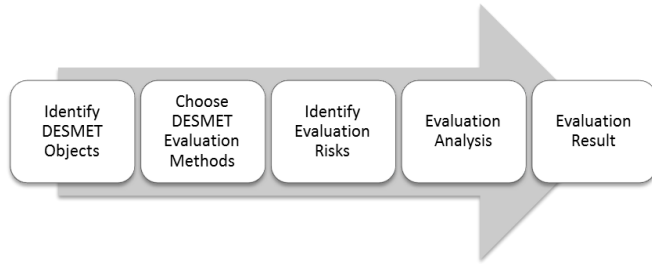 Identify
DESMET
Objects
Choose
DESMET
Evaluation
Methods
Identify
Evaluation
Risks
Evaluation
Analysis
Evaluation
Result